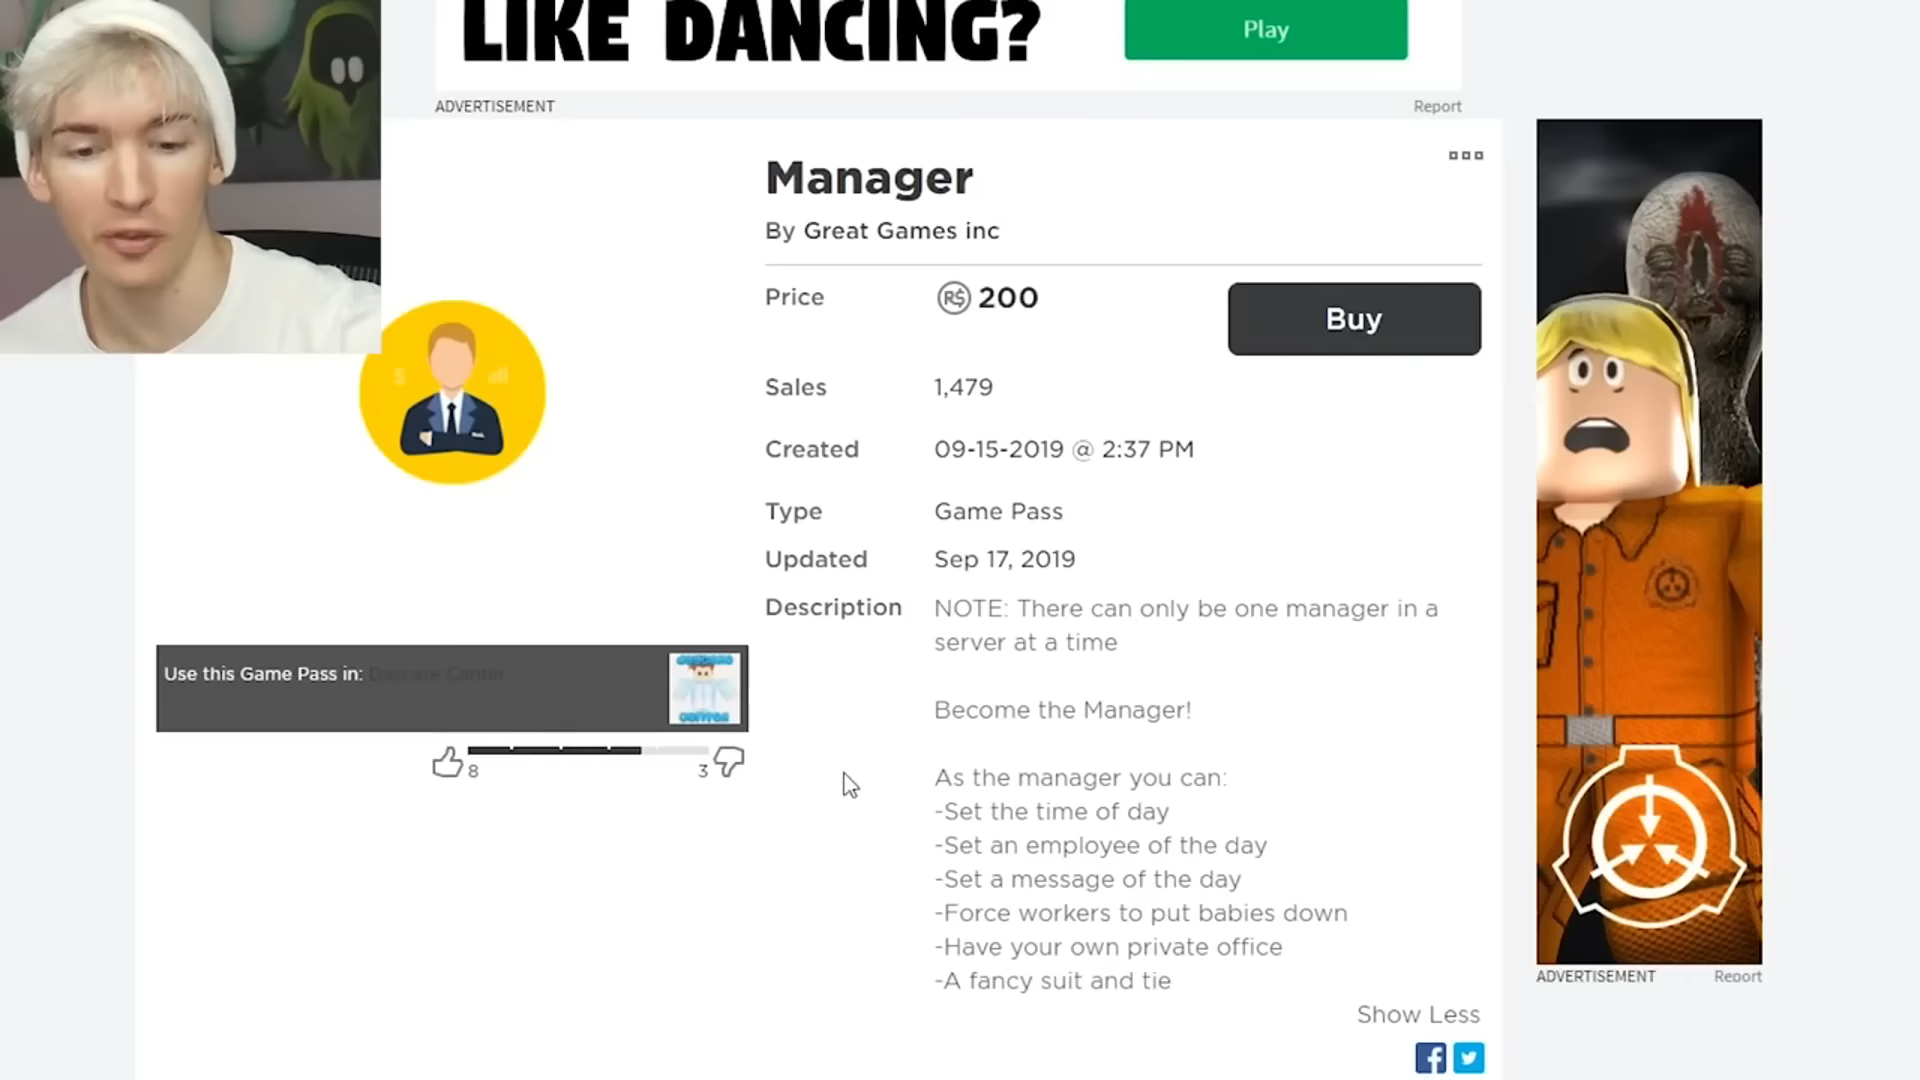 LIKE DANCING?
Play
ADVERTISEMENT
Report
Manager
By Great Games inc
Price
R$ 200
Buy
Sales
1,479
Created
09-15-2019 @ 2:37 PM
Type
Game Pass
Updated
Sep 17, 2019
Description
NOTE: There can only be one manager in a
server at a time
Become the Manager!
As the manager you can:
-Set the time of day
-Set an employee of the day
-Set a message of the day
-Force workers to put babies down
-Have your own private office
-A fancy suit and tie
Show Less
Use this Game Pass in: Daycare Center
8
3
ADVERTISEMENT
Report